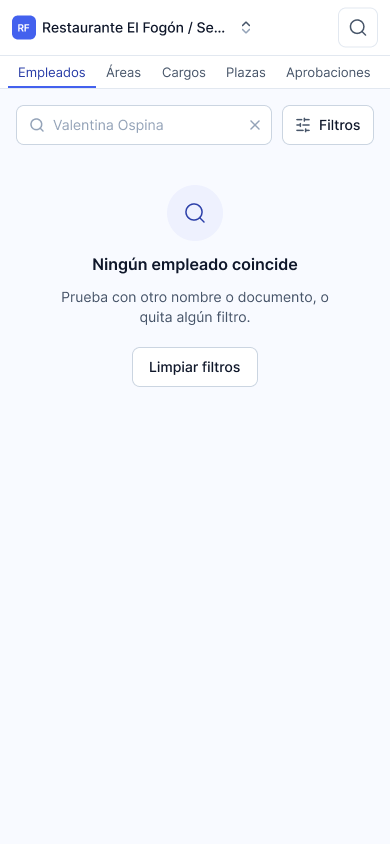 RF Restaurante El Fogón / Se...
Empleados Áreas Cargos Plazas Aprobaciones
Valentina Ospina
Filtros
Ningún empleado coincide
Prueba con otro nombre o documento, o
quita algún filtro.
Limpiar filtros